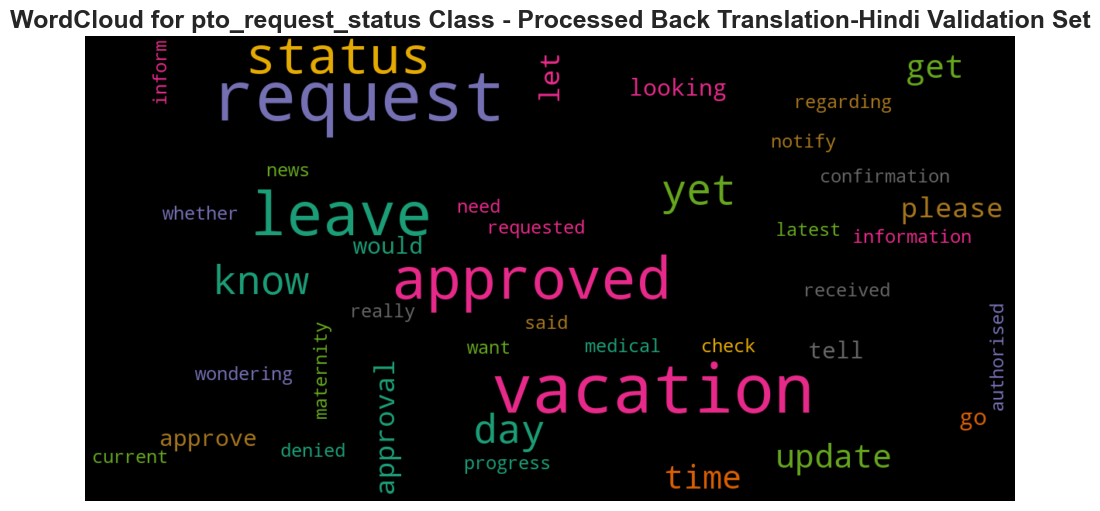 WordCloud for pto_request_status Class - Processed Back Translation-Hindi Validation Set
inform
status
let
get
request
looking
regarding
notify
news
confirmation
yet
whether
leave
need
please
requested
latest
information
would
know
approved
received
really
said
authorised
maternity
want
medical
check
tell
wondering
approval
vacation
approve
day
go
denied
update
current
progress
time